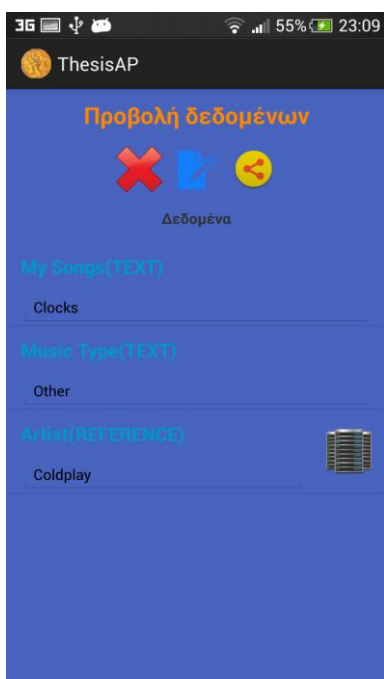 3G 55% 23:09
ThesisAP
Προβολή δεδομένων
Δεδομένα
My Songs(TEXT)
Clocks
Music Type(TEXT)
Other
Artist(REFERENCE)
Coldplay